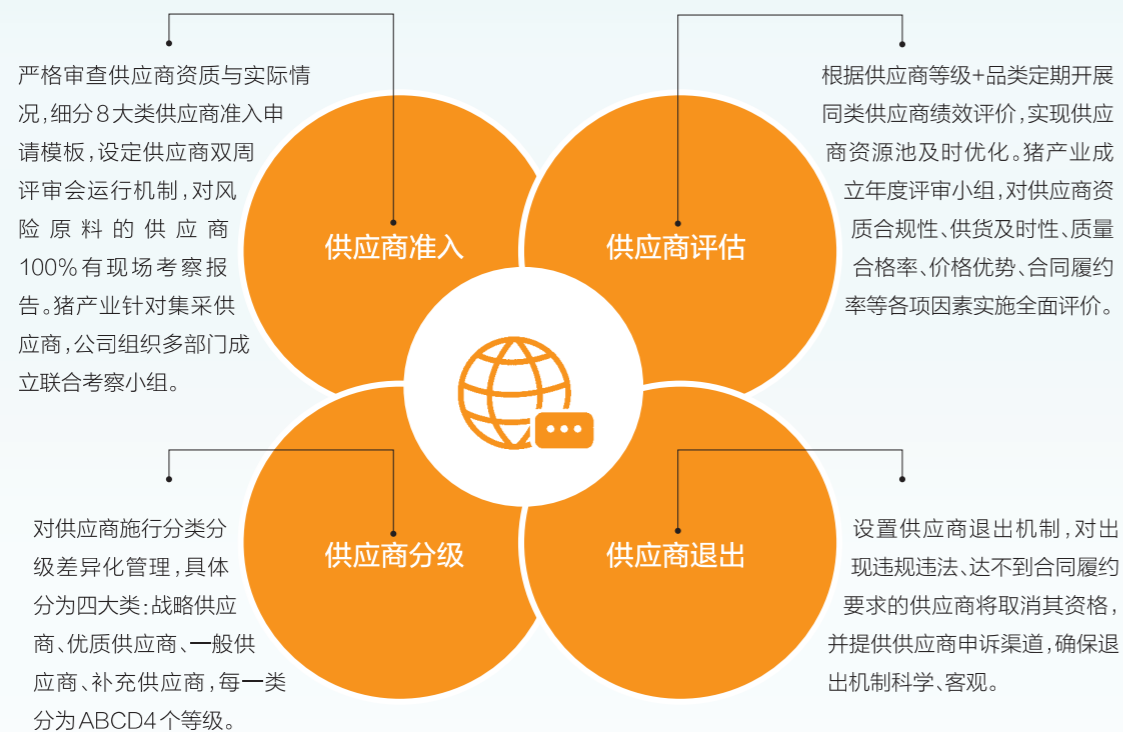 严格审查供应商资质与实际情
况,细分8大类供应商准入申
请模板,设定供应商双周
评审会运行机制,对风
险原料的供应商
100%有现场考察报
告。猪产业针对集采供
应商,公司组织多部门成
立联合考察小组。
供应商准入
供应商评估
根据供应商等级+品类定期开展
同类供应商绩效评价,实现供应
商资源池及时优化。猪产业成
立年度评审小组,对供应商资
质合规性、供货及时性、质量
合格率、价格优势、合同履约
率等各项因素实施全面评价。
对供应商施行分类分
级差异化管理,具体
分为四大类:战略供应
商、优质供应商、一般供
应商、补充供应商,每一类
分为ABCD4个等级。
供应商分级
供应商退出
设置供应商退出机制,对出
现违规违法、达不到合同履约
要求的供应商将取消其资格,
并提供供应商申诉渠道,确保退
出机制科学、客观。